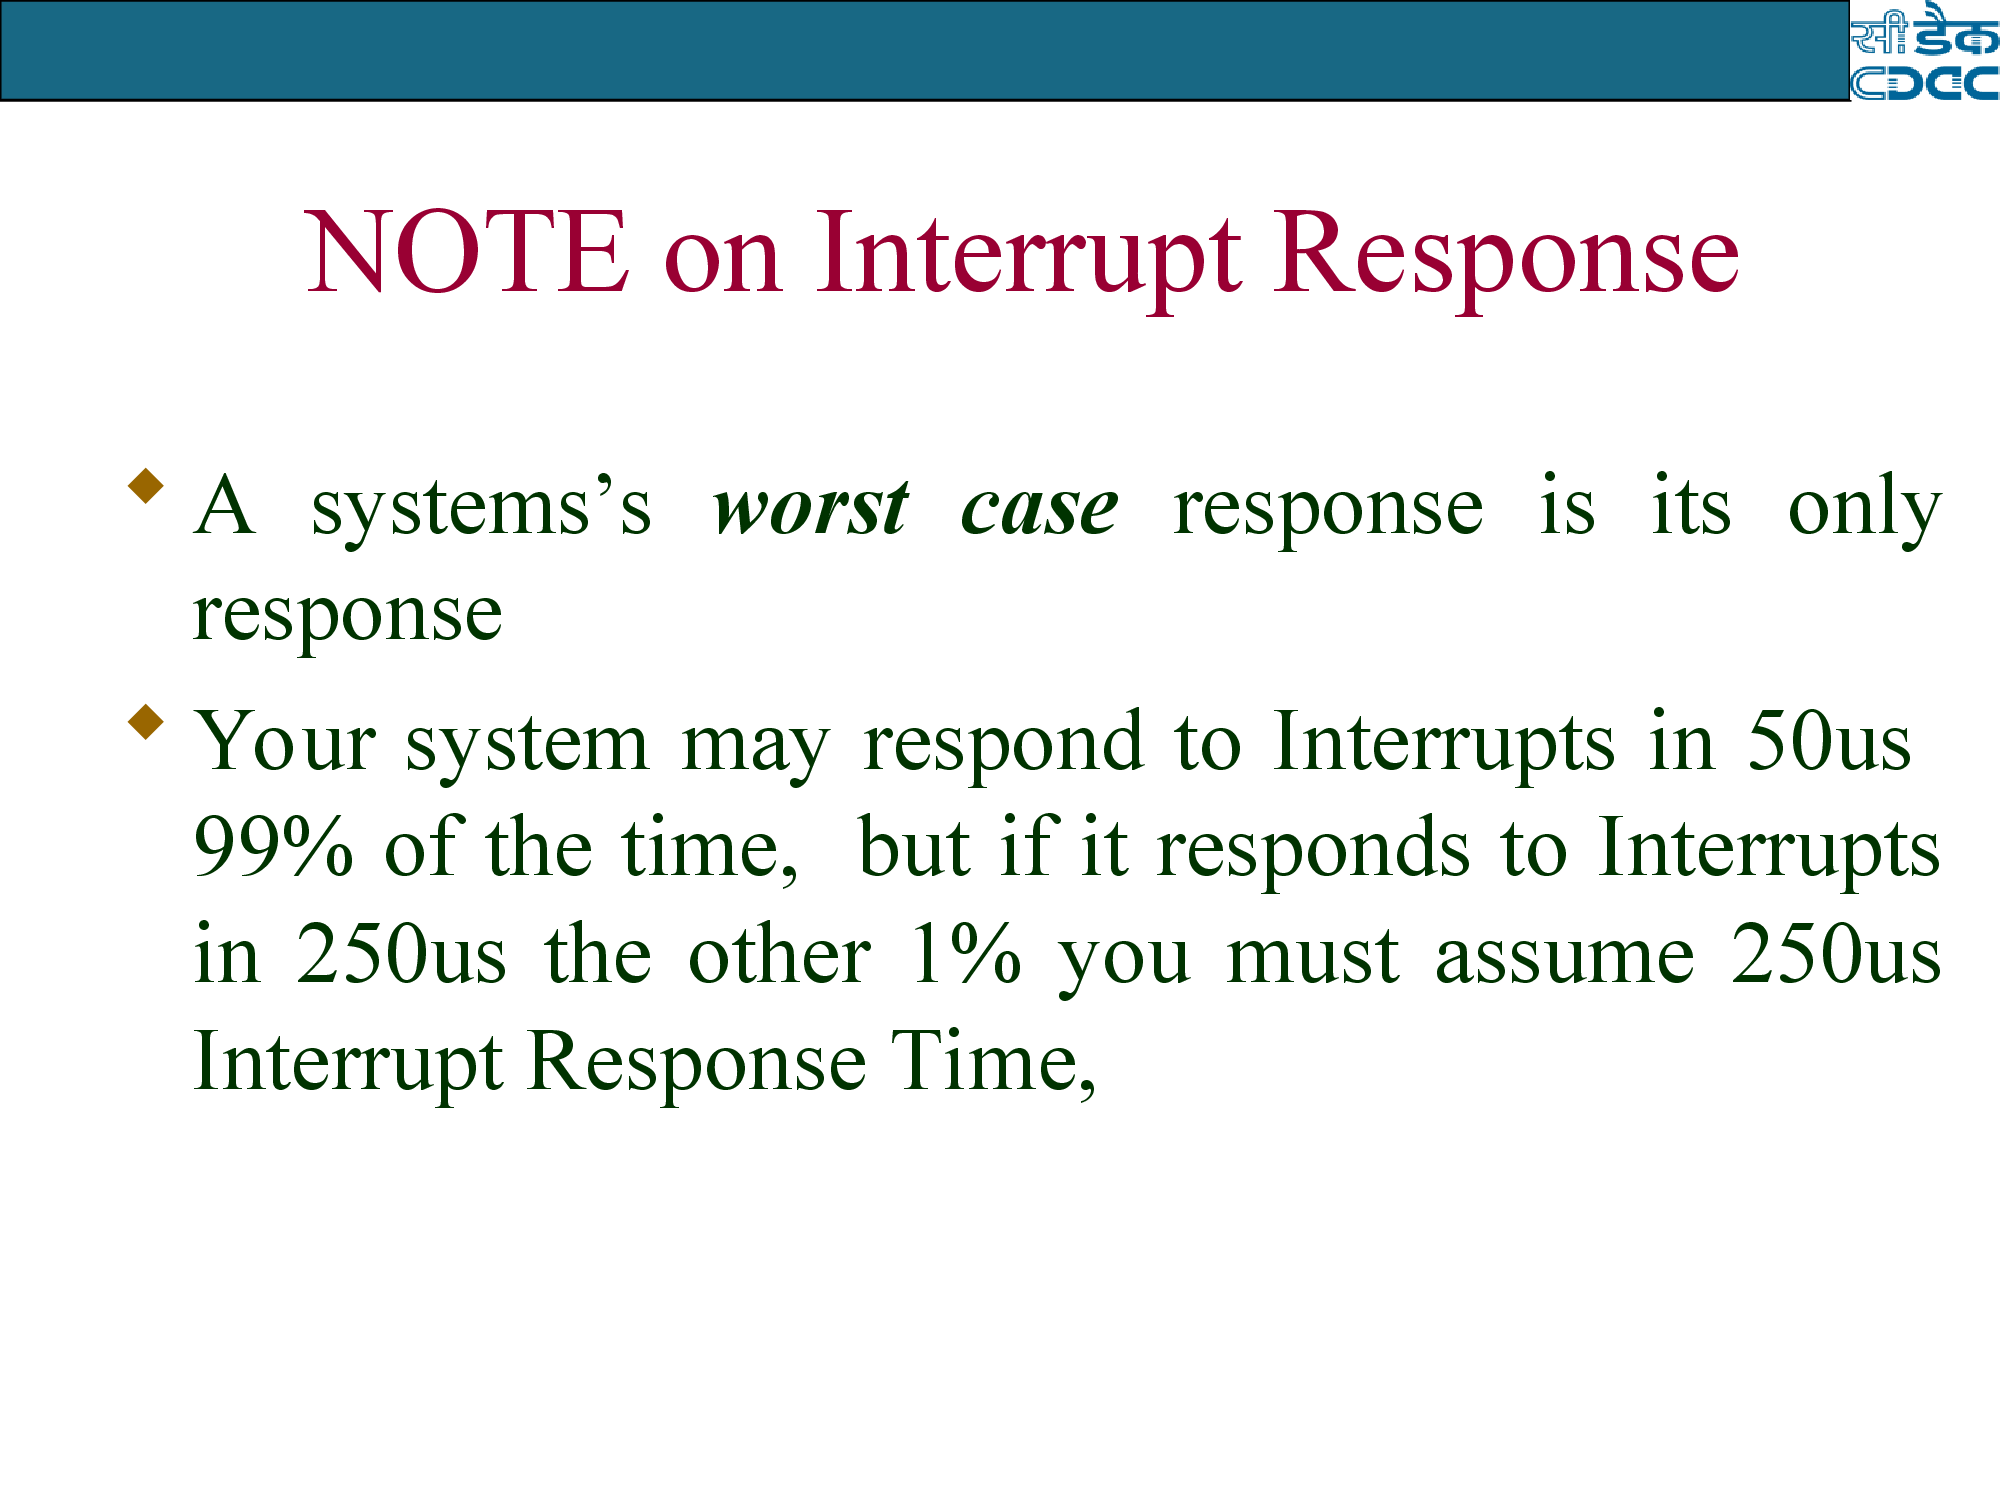 सी डैक
CDAC
NOTE on Interrupt Response
A systems’s worst case response is its only
response
Your system may respond to Interrupts in 50us
99% of the time, but if it responds to Interrupts
in 250us the other 1% you must assume 250us
Interrupt Response Time,